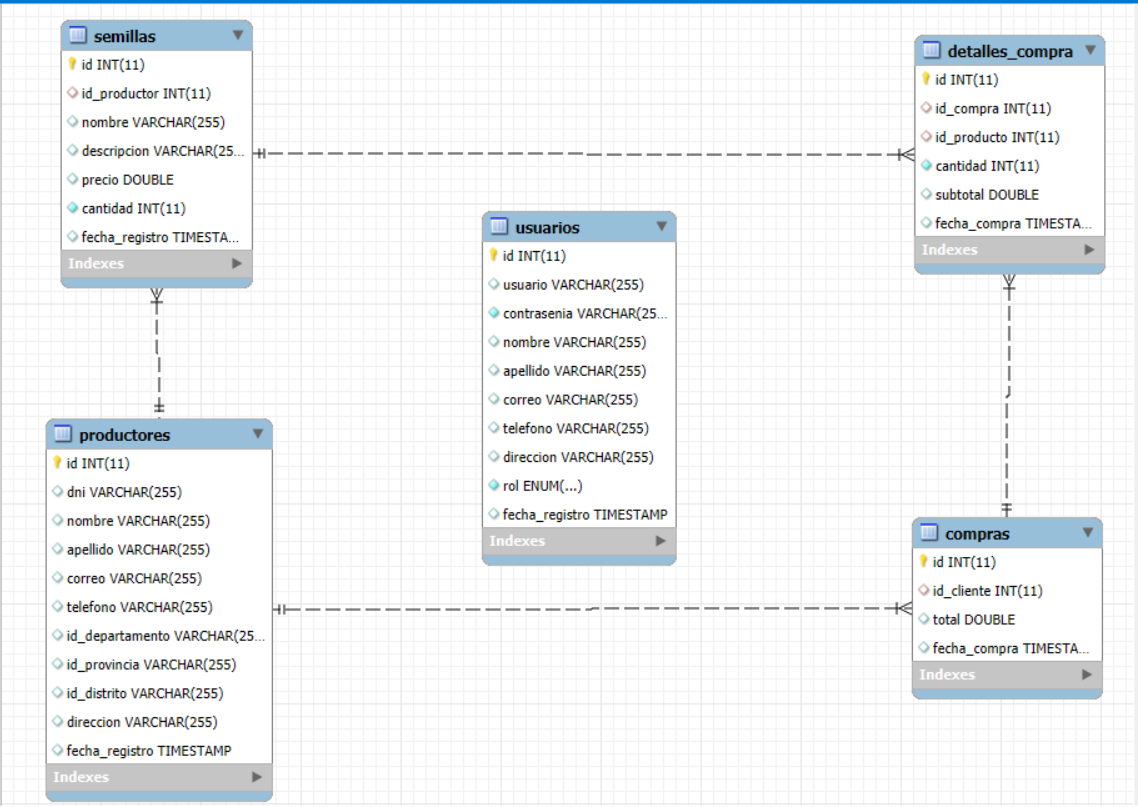 semillas
id INT(11)
id_productor INT(11)
nombre VARCHAR(255)
descripcion VARCHAR(25...
precio DOUBLE
cantidad INT(11)
fecha_registro TIMESTA...
Indexes
detalles_compra
id INT(11)
id_compra INT(11)
id_producto INT(11)
cantidad INT(11)
subtotal DOUBLE
fecha_compra TIMESTA...
Indexes
usuarios
id INT(11)
usuario VARCHAR(255)
contrasenia VARCHAR(25...
nombre VARCHAR(255)
apellido VARCHAR(255)
correo VARCHAR(255)
telefono VARCHAR(255)
direccion VARCHAR(255)
rol ENUM(...)
fecha_registro TIMESTAMP
Indexes
productores
id INT(11)
dni VARCHAR(255)
nombre VARCHAR(255)
apellido VARCHAR(255)
correo VARCHAR(255)
telefono VARCHAR(255)
id_departamento VARCHAR(25...
id_provincia VARCHAR(255)
id_distrito VARCHAR(255)
direccion VARCHAR(255)
fecha_registro TIMESTAMP
Indexes
compras
id INT(11)
id_cliente INT(11)
total DOUBLE
fecha_compra TIMESTA...
Indexes